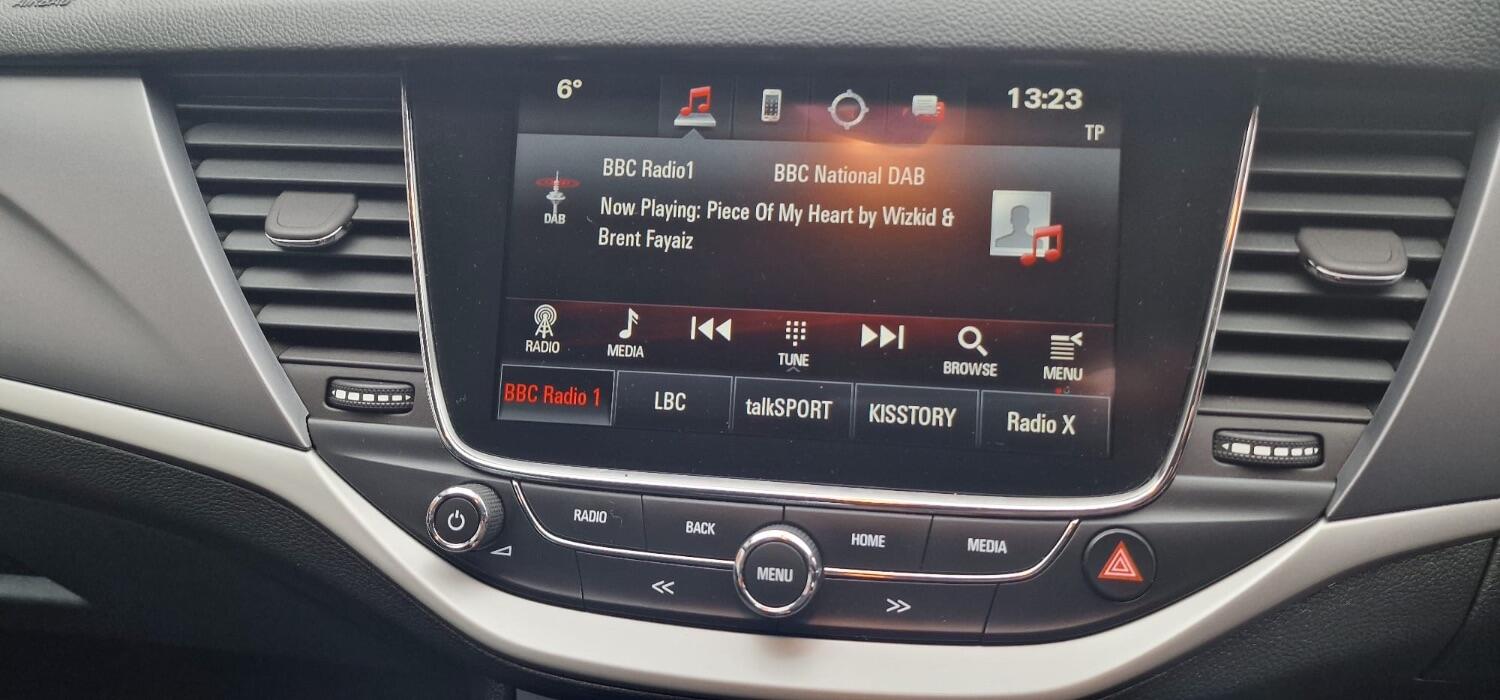 AIRBAG
6° 13:23
TP
BBC Radio1 BBC National DAB
DAB
Now Playing: Piece Of My Heart by Wizkid &
Brent Fayaiz
RADIO MEDIA TUNE BROWSE MENU
BBC Radio 1 LBC talkSPORT KISSTORY Radio X
RADIO BACK HOME MEDIA
MENU